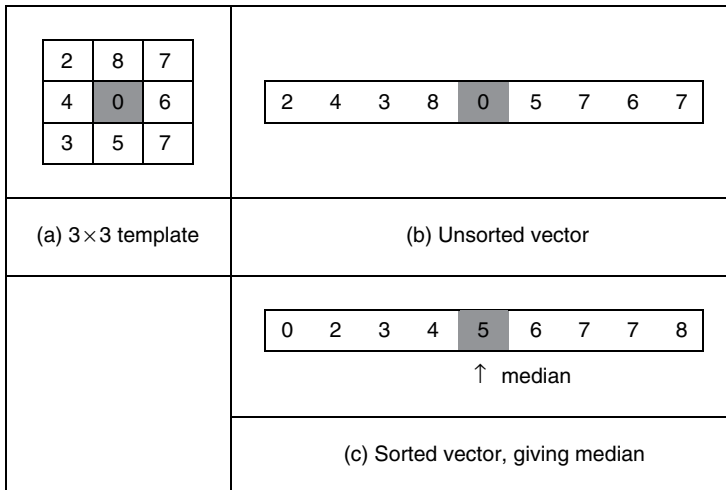 2 8 7
4 0 6
3 5 7
2 4 3 8 0 5 7 6 7
(a) 3×3 template
(b) Unsorted vector
0 2 3 4 5 6 7 7 8
↑ median
(c) Sorted vector, giving median